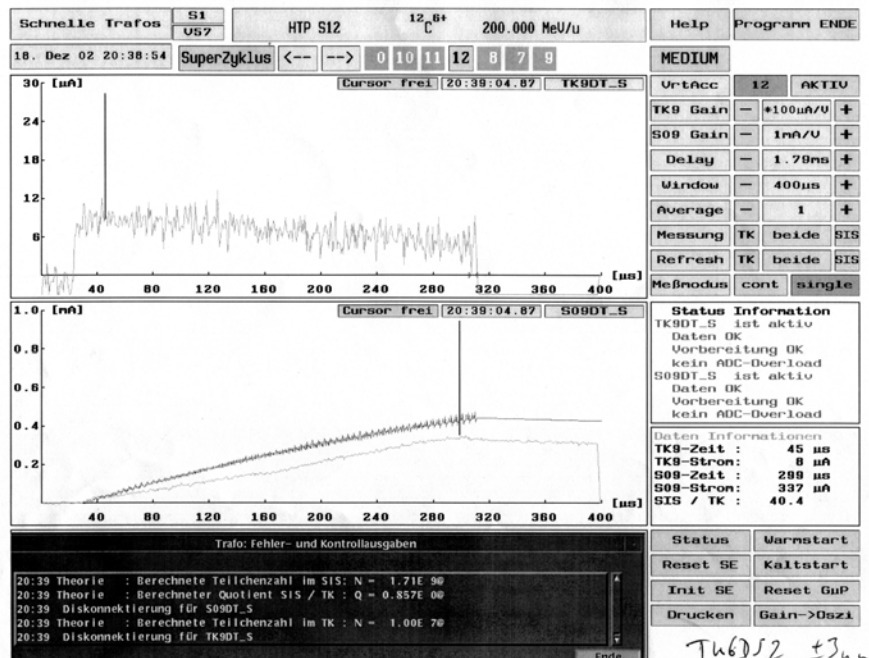 Schnelle Trafos S1 VS7 HTP S12 12C6+ 200.000 MeV/u Help Programm ENDE
18. Dez 02 20:38:54 SuperZyklus <-- --> 0 10 11 12 8 7 9 MEDIUM
30 [µA] Cursor frei 20:39:04.87 TK9DT_S
24
18
12
6
40 80 120 160 200 240 280 320 360 400 [µs]
VrtAcc 12 AKTIV
TK9 Gain - *100µA/V +
S09 Gain - 1mA/V +
Delay - 1.79ms +
Window - 400µs +
Average - 1 +
Messung TK beide SIS
Refresh TK beide SIS
Meßmodus cont single
1.0 [mA] Cursor frei 20:39:04.87 S09DT_S
0.8
0.6
0.4
0.2
40 80 120 160 200 240 280 320 360 400 [µs]
Status Information
TK9DT_S ist aktiv
Daten OK
Vorbereitung OK
kein ADC-Overload
S09DT_S ist aktiv
Daten OK
Vorbereitung OK
kein ADC-Overload
Daten Informationen
TK9-Zeit : 45 µs
TK9-Strom: 8 µA
S09-Zeit : 299 µs
S09-Strom: 337 µA
SIS / TK : 40.4
Trafo: Fehler- und Kontrollausgaben
20:39 Theorie : Berechnete Teilchenzahl im SIS: N = 1.71E 9@
20:39 Theorie : Berechneter Quotient SIS / TK : Q = 0.857E 0@
20:39 Diskonnektierung für S09DT_S
20:39 Theorie : Berechnete Teilchenzahl im TK : N = 1.00E 7@
20:39 Diskonnektierung für TK9DT_S
Ende
Status Warmstart
Reset SE Kaltstart
Init SE Reset GuP
Drucken Gain->Oszi